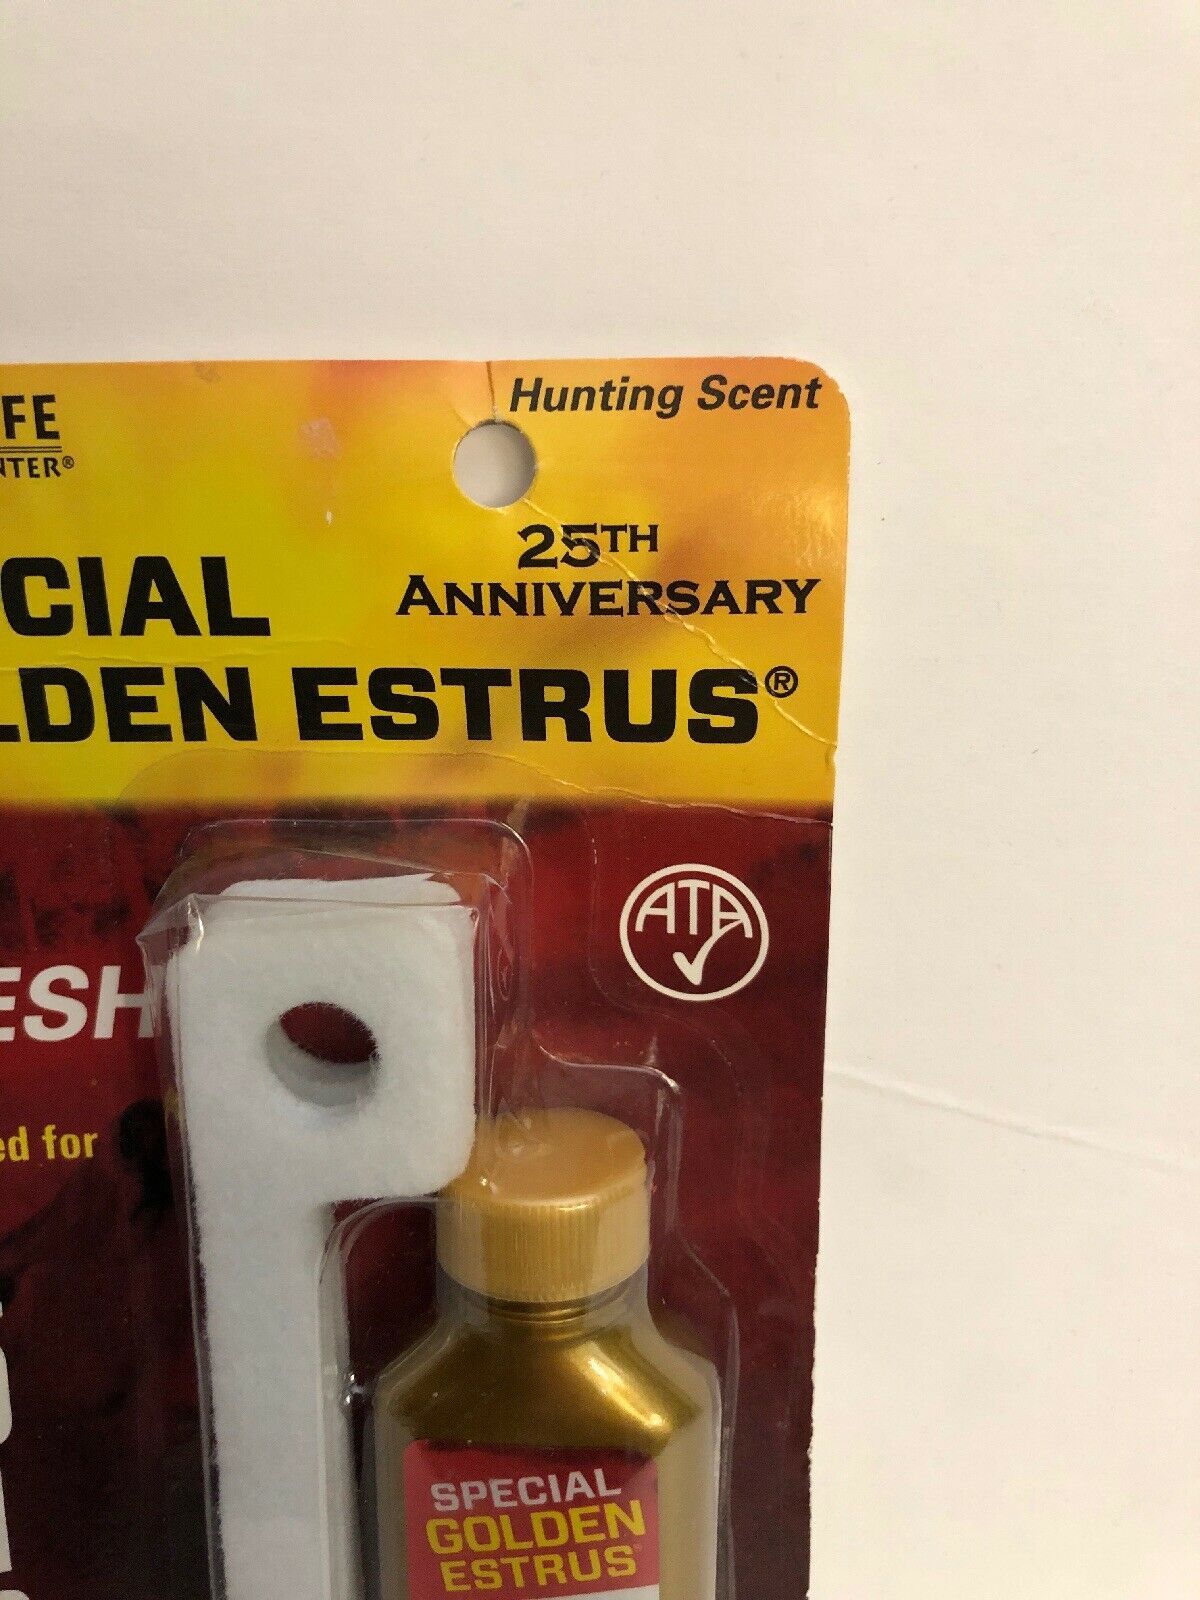 Hunting Scent
FE
NTER®
25TH
ANNIVERSARY
CIAL
LDEN ESTRUS®
ATA
ESH
ed for
SPECIAL
GOLDEN
ESTRUS